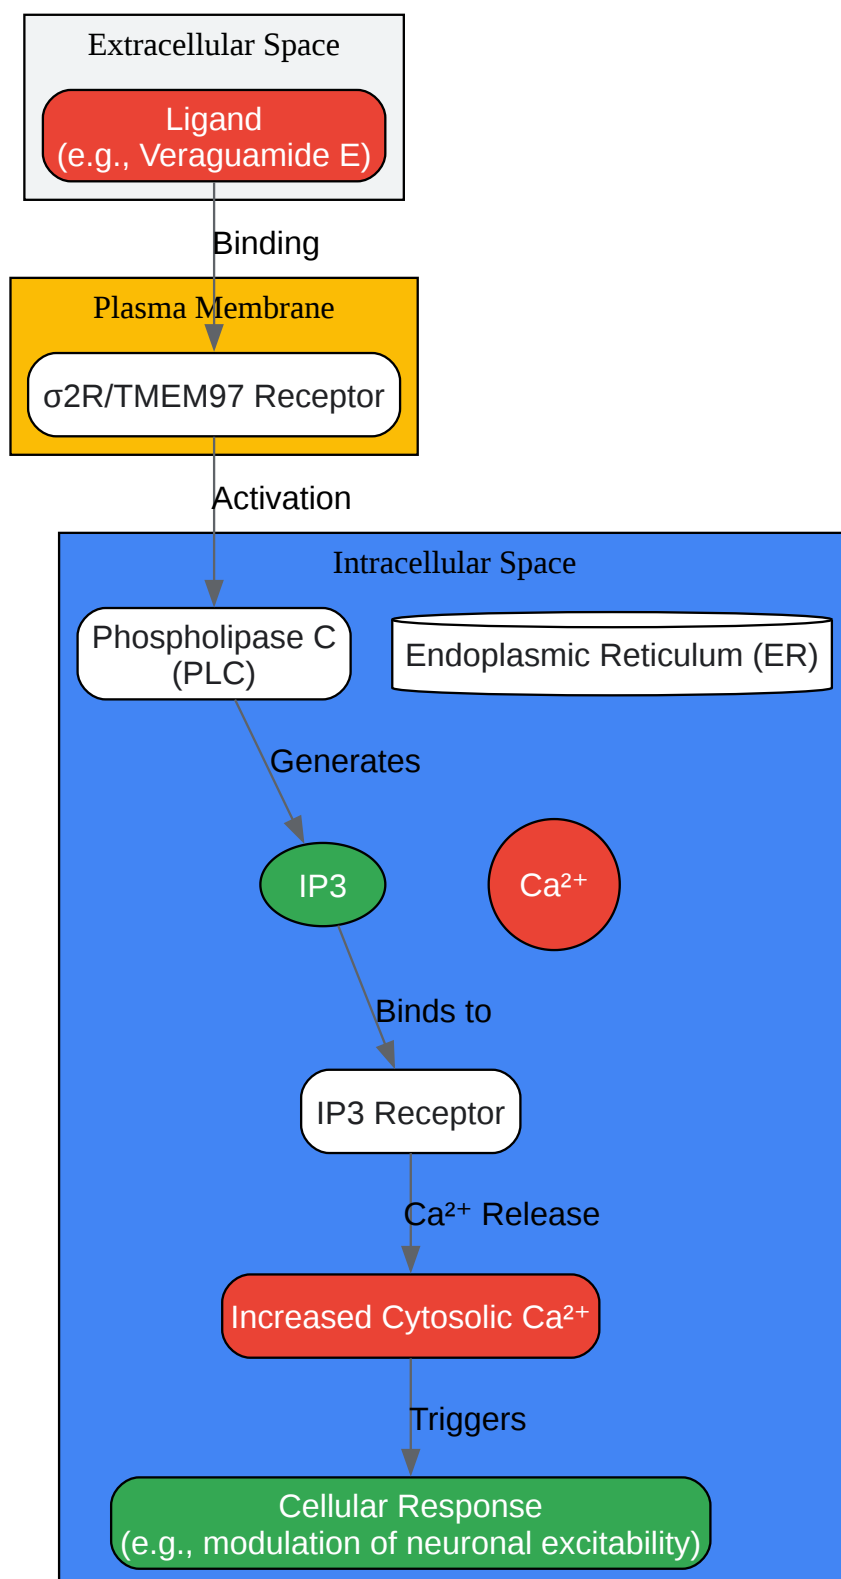 Extracellular Space
Ligand
(e.g., Veraguamide E)
Binding
Plasma Membrane
σ2R/TMEM97 Receptor
Activation
Intracellular Space
Phospholipase C
(PLC)
Endoplasmic Reticulum (ER)
Generates
IP3
Ca²⁺
Binds to
IP3 Receptor
Ca²⁺ Release
Increased Cytosolic Ca²⁺
Triggers
Cellular Response
(e.g., modulation of neuronal excitability)